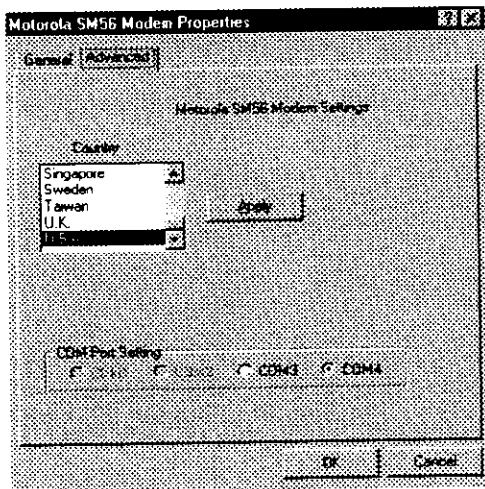 Motorola SM56 Modem Properties
General Advanced
Motorola SM56 Modem Settings
Country
Singapore
Sweden
Taiwan
U.K.
Apply
COM Port Setting
COM3 COM4
OK Cancel